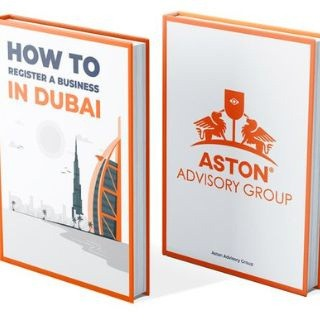 HOW TO
REGISTER A BUSINESS
IN DUBAI
ASTON®
ADVISORY GROUP
Aston Advisory Group